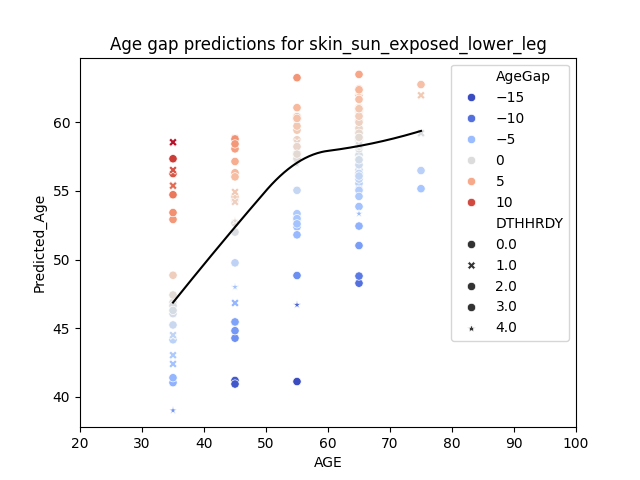 Age gap predictions for skin_sun_exposed_lower_leg
Predicted_Age
60
55
50
45
40
20 30 40 50 60 70 80 90 100
AGE
AgeGap
−15
−10
−5
0
5
10
DTHHRDY
0.0
1.0
2.0
3.0
4.0